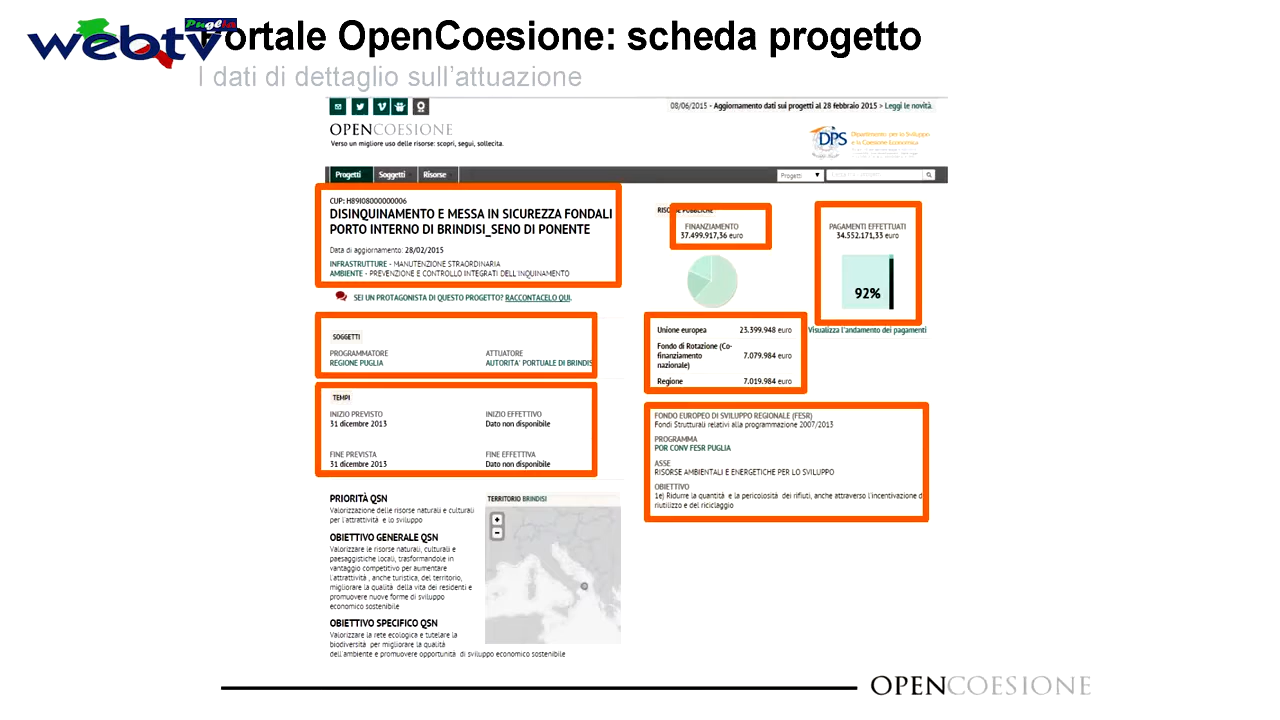 Puglia
webtv
Portale OpenCoesione: scheda progetto
I dati di dettaglio sull'attuazione
08/06/2015 - Aggiornamento dati sui progetti al 28 febbraio 2015 > Leggi le novità.
OPENCOESIONE
Verso un migliore uso delle risorse: scopri, segui, sollecita.
DPS Dipartimento per lo Sviluppo
e la Coesione Economica
Progetti Soggetti Risorse Progetti
CUP: H89I08000000006
DISINQUINAMENTO E MESSA IN SICUREZZA FONDALI
PORTO INTERNO DI BRINDISI_SENO DI PONENTE
Data di aggiornamento: 28/02/2015
INFRASTRUTTURE - MANUTENZIONE STRAORDINARIA
AMBIENTE - PREVENZIONE E CONTROLLO INTEGRATI DELL'INQUINAMENTO
SEI UN PROTAGONISTA DI QUESTO PROGETTO? RACCONTACELO QUI.
SOGGETTI
PROGRAMMATORE ATTUATORE
REGIONE PUGLIA AUTORITA' PORTUALE DI BRINDIS
TEMPI
INIZIO PREVISTO INIZIO EFFETTIVO
31 dicembre 2013 Dato non disponibile
FINE PREVISTA FINE EFFETTIVA
31 dicembre 2013 Dato non disponibile
PRIORITÀ QSN
Valorizzazione delle risorse naturali e culturali
per l'attrattività e lo sviluppo
OBIETTIVO GENERALE QSN
Valorizzare le risorse naturali, culturali e
paesaggistiche locali, trasformandole in
vantaggio competitivo per aumentare
l'attrattività, anche turistica, del territorio,
migliorare la qualità della vita dei residenti e
promuovere nuove forme di sviluppo
economico sostenibile
OBIETTIVO SPECIFICO QSN
Valorizzare la rete ecologica e tutelare la
biodiversità per migliorare la qualità
dell'ambiente e promuovere opportunità di sviluppo economico sostenibile
TERRITORIO BRINDISI
+
−
RISORSE PUBBLICHE
FINANZIAMENTO
37.499.917,36 euro
PAGAMENTI EFFETTUATI
34.552.171,33 euro
92%
Visualizza l'andamento dei pagamenti
Unione europea 23.399.948 euro
Fondo di Rotazione (Co-
finanziamento 7.079.984 euro
nazionale)
Regione 7.019.984 euro
FONDO EUROPEO DI SVILUPPO REGIONALE (FESR)
Fondi Strutturali relativi alla programmazione 2007/2013
PROGRAMMA
POR CONV FESR PUGLIA
ASSE
RISORSE AMBIENTALI E ENERGETICHE PER LO SVILUPPO
OBIETTIVO
1e) Ridurre la quantità e la pericolosità dei rifiuti, anche attraverso l'incentivazione d
riutilizzo e del riciclaggio
OPENCOESIONE